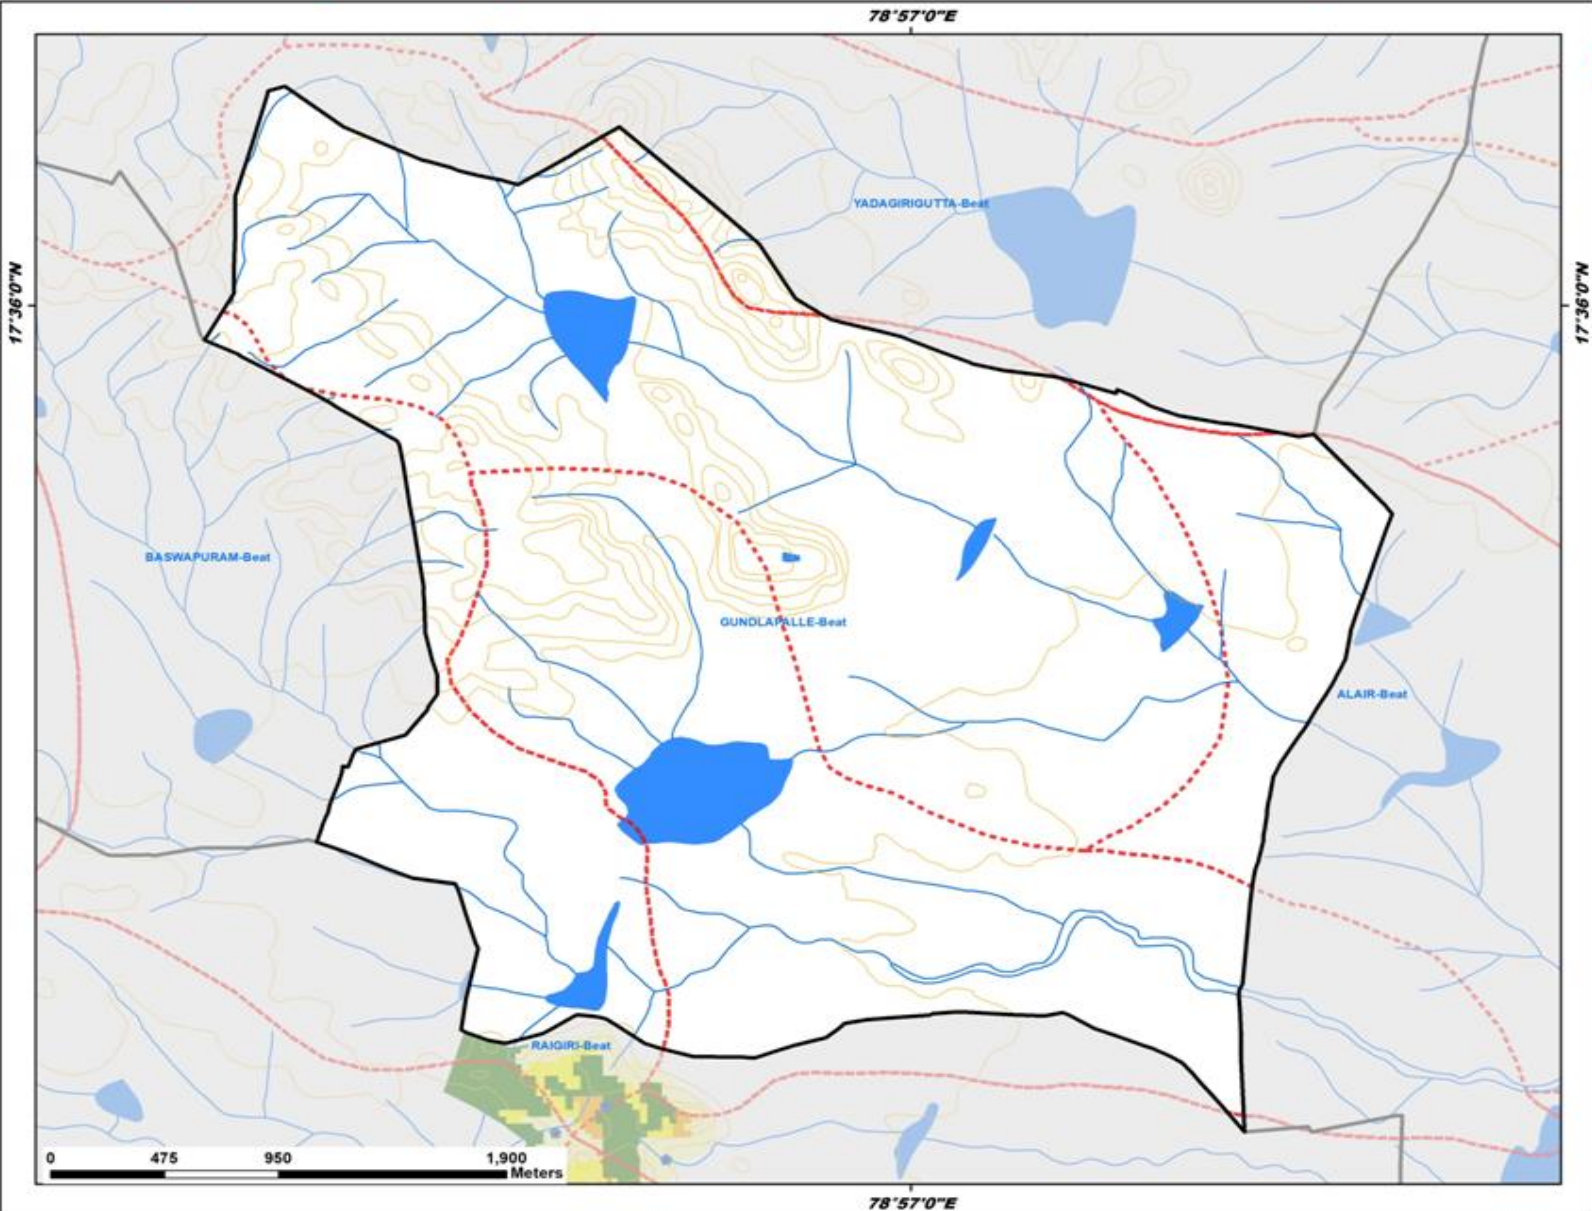 78°57'0"E
YADAGIRIGUTTA-Beat
17°36'0"N
17°36'0"N
BASWAPURAM-Beat
GUNDLAPALLE-Beat
ALAIR-Beat
RAIGIRI-Beat
0 475 950 1,900
Meters
78°57'0"E